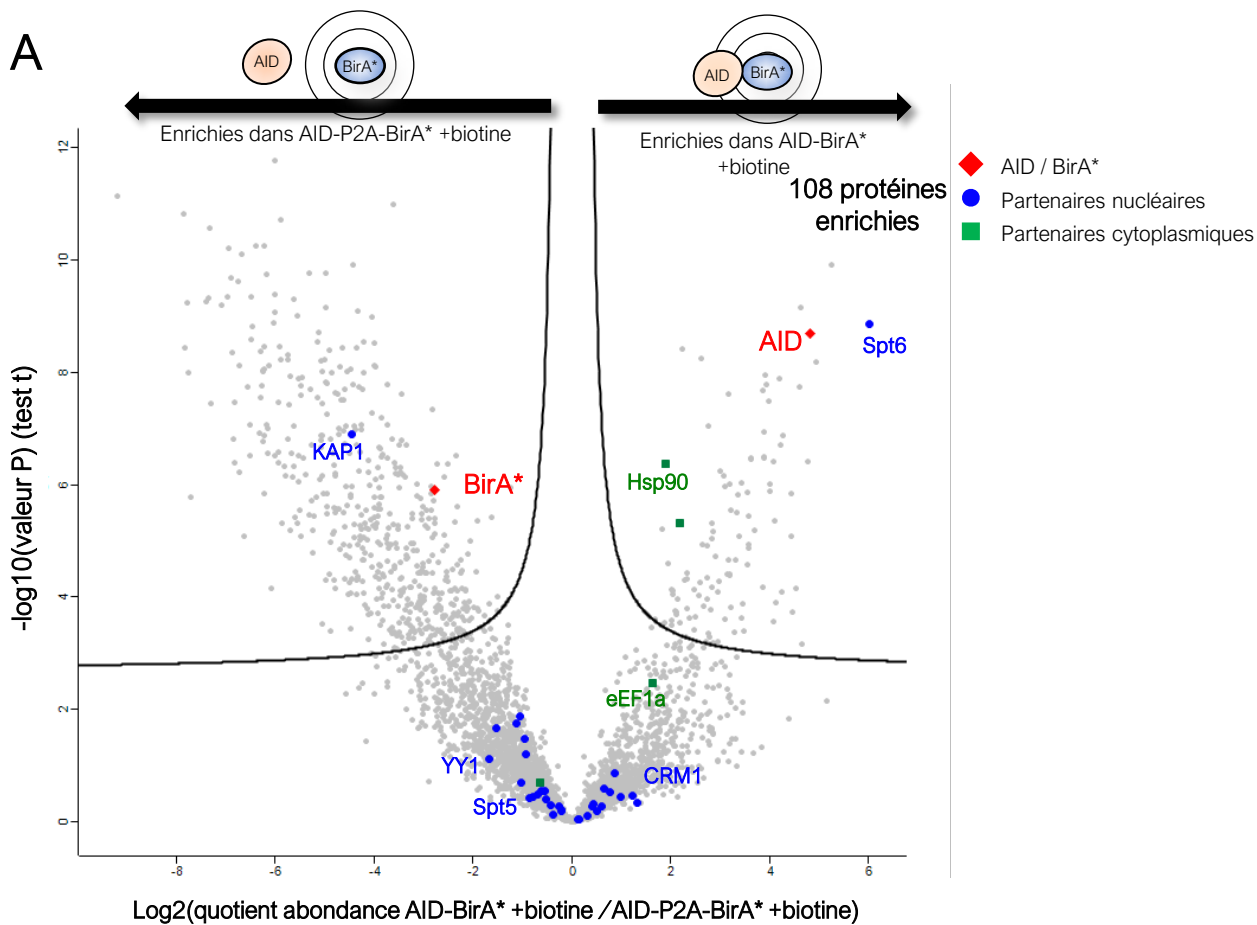 A
AID
BirA*
AID
BirA*
Enrichies dans AID-P2A-BirA* +biotine
Enrichies dans AID-BirA*
+biotine
108 protéines
enrichies
AID / BirA*
Partenaires nucléaires
Partenaires cytoplasmiques
-log10(valeur P) (test t)
12
10
8
6
4
2
0
AID
Spt6
KAP1
BirA*
Hsp90
eEF1a
YY1
CRM1
Spt5
-8
-6
-4
-2
0
2
4
6
Log2(quotient abondance AID-BirA* +biotine /AID-P2A-BirA* +biotine)